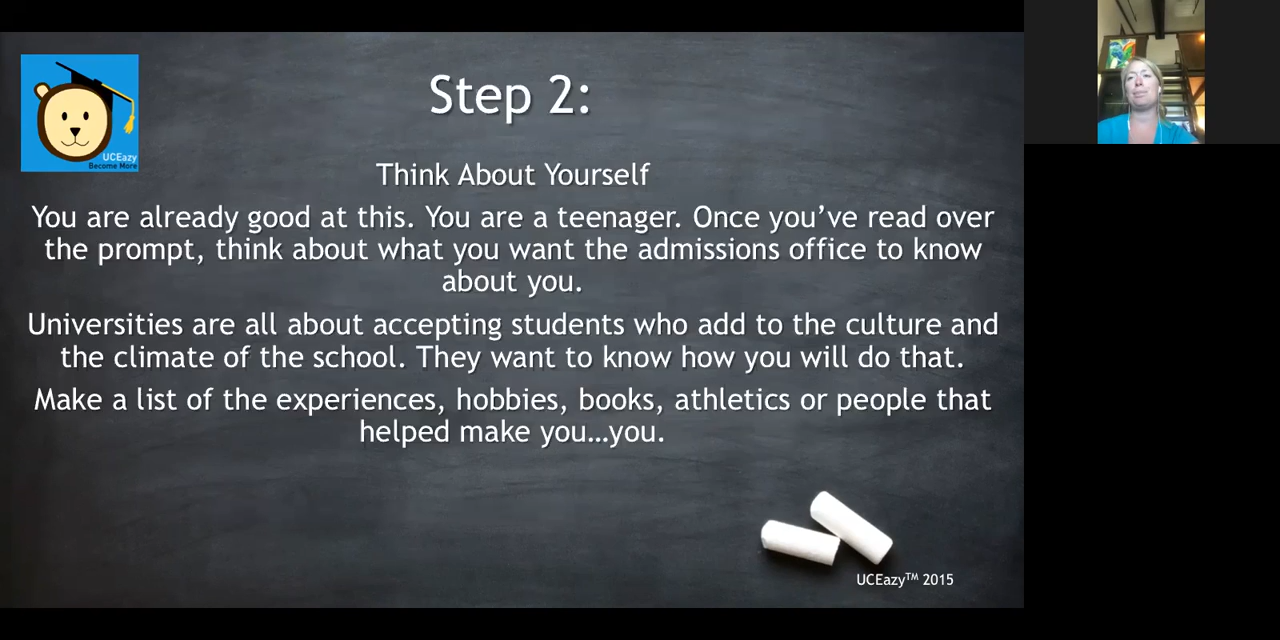 UCEazy
Become More
Step 2:
Think About Yourself
You are already good at this. You are a teenager. Once you’ve read over
the prompt, think about what you want the admissions office to know
about you.
Universities are all about accepting students who add to the culture and
the climate of the school. They want to know how you will do that.
Make a list of the experiences, hobbies, books, athletics or people that
helped make you…you.
UCEazy™ 2015